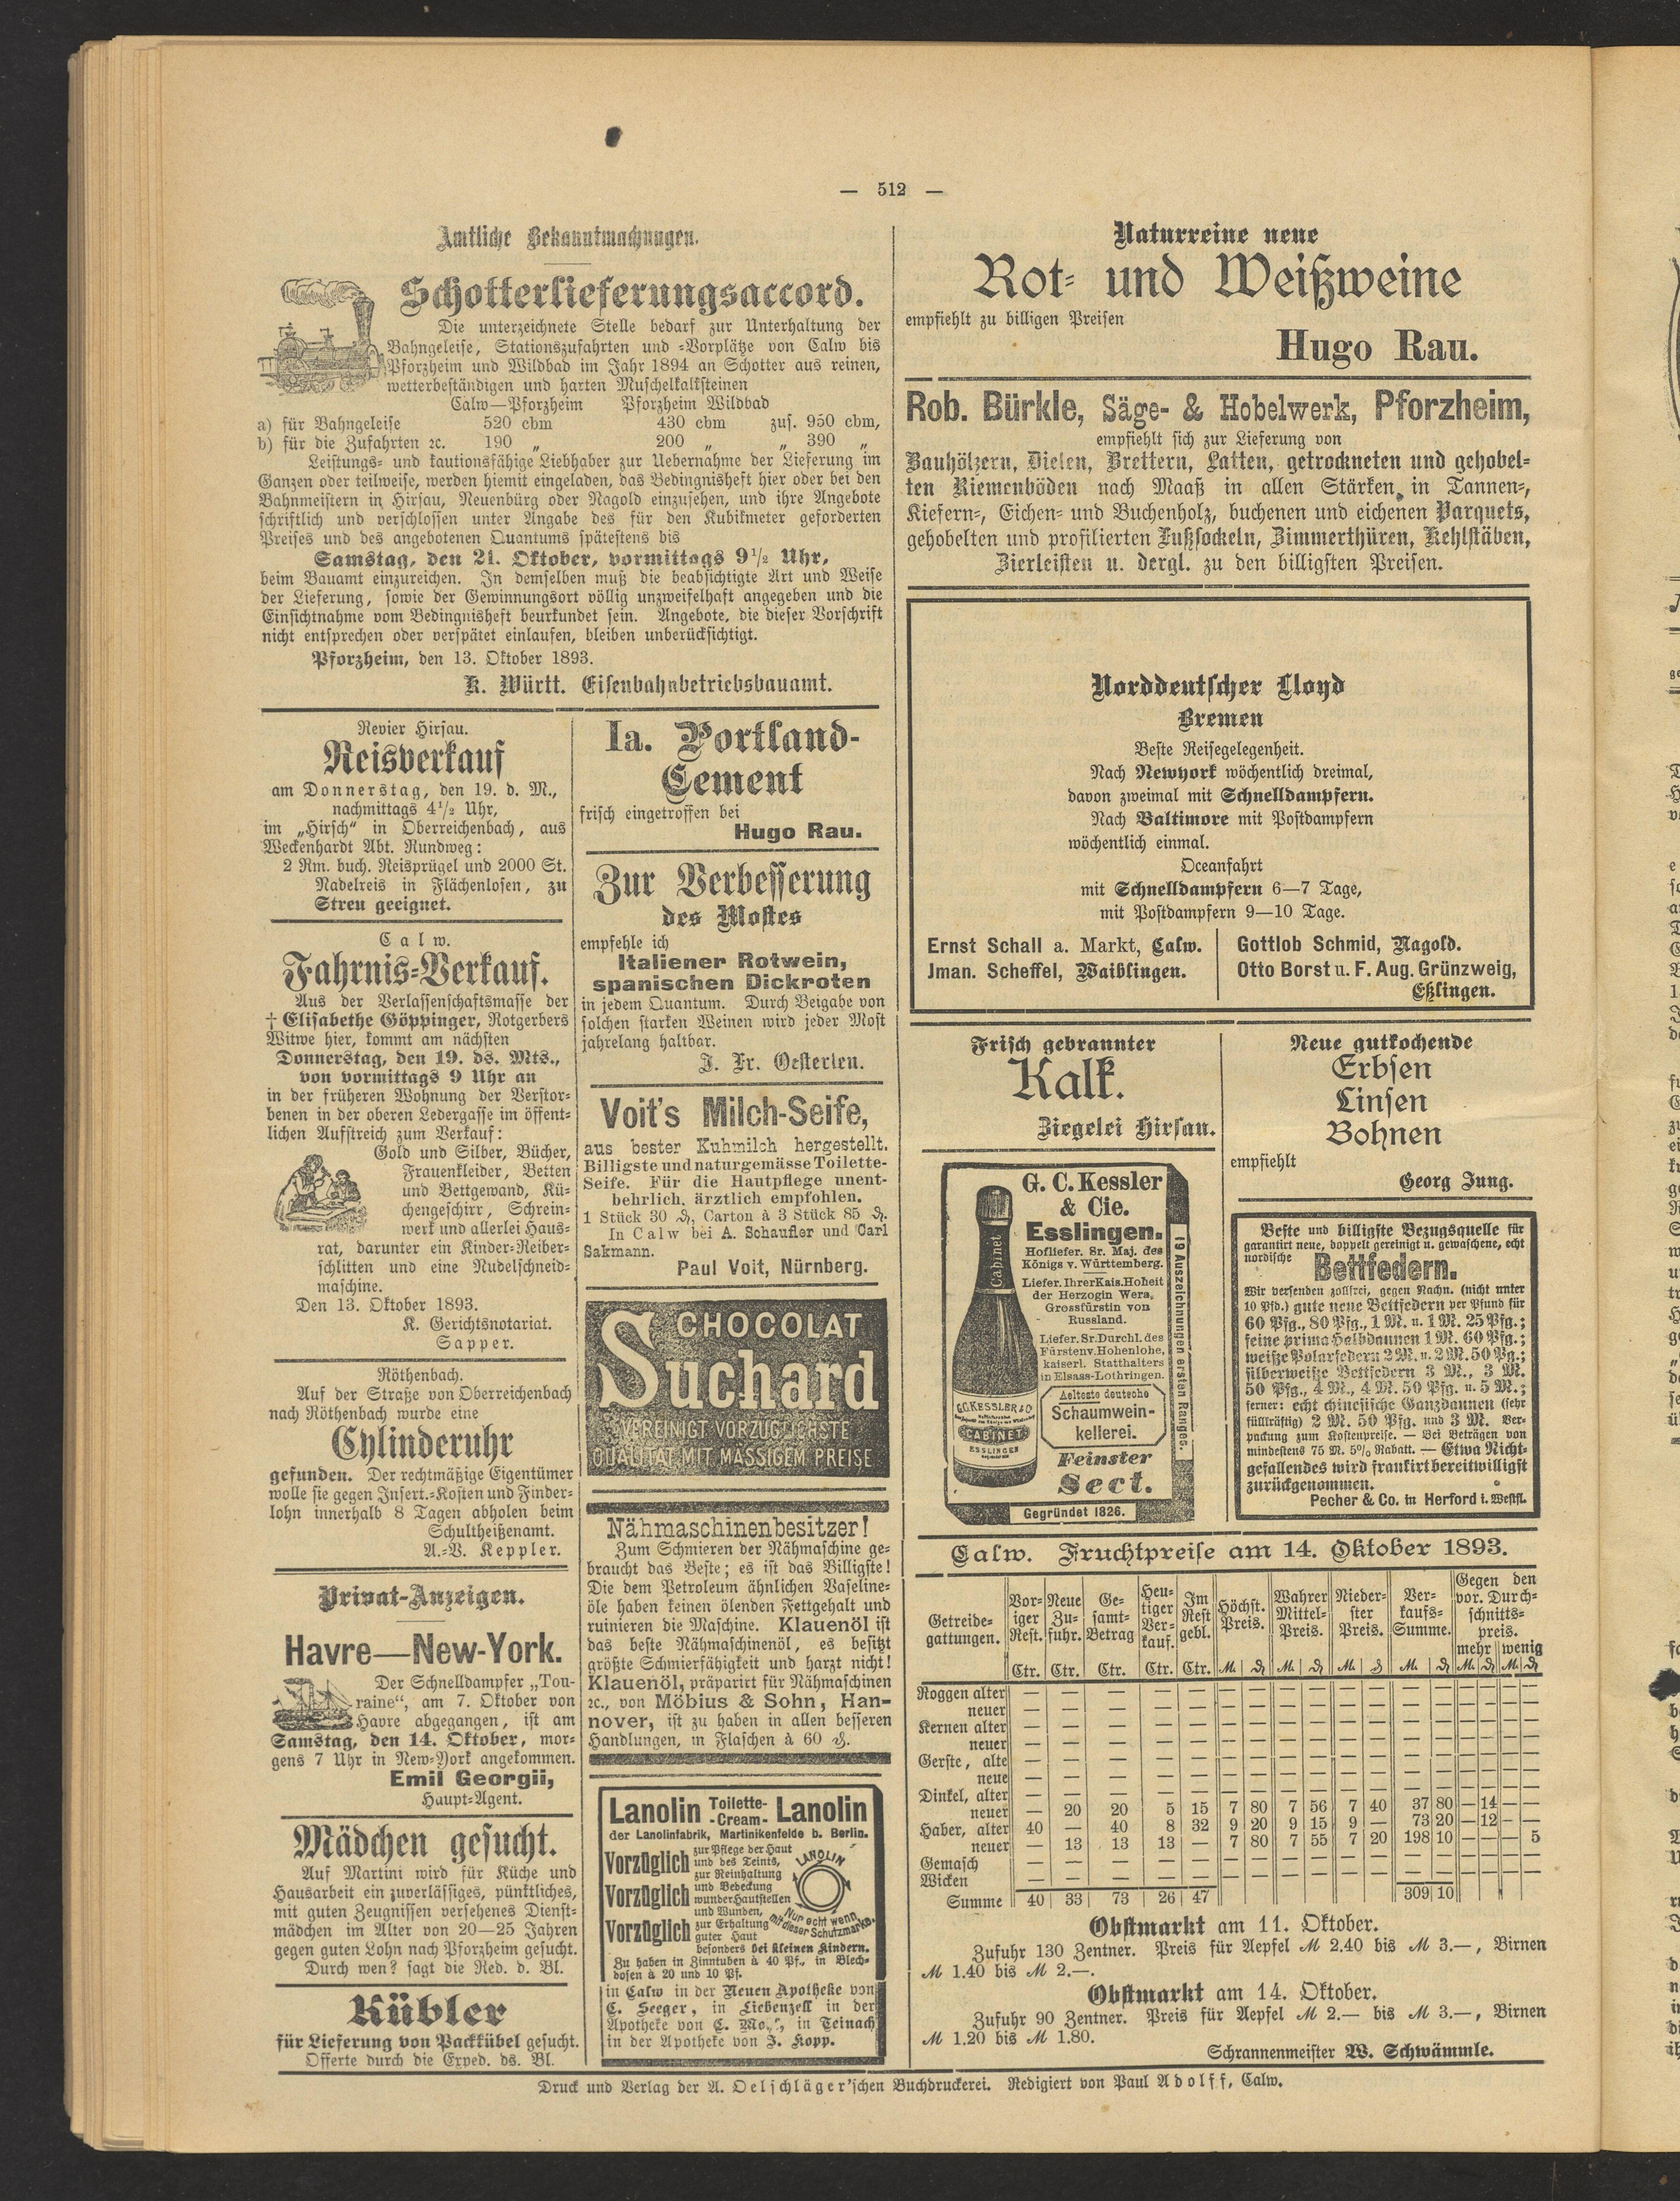 — 512 —
Amtliche Bekanntmachungen.
Schotterlieferungsaccord.
Die unterzeichnete Stelle bedarf zur Unterhaltung der
Bahngeleise, Stationszufahrten und -Vorplätze von Calw bis
Pforzheim und Wildbad im Jahr 1894 an Schotter aus reinen,
wetterbeständigen und harten Muschelkalksteinen
Calw—Pforzheim Pforzheim Wildbad
a) für Bahngeleise 520 cbm 430 cbm zus. 950 cbm,
b) für die Zufahrten ꝛc. 190 „ 200 „ „ 390 „
Leistungs- und kautionsfähige Liebhaber zur Uebernahme der Lieferung im
Ganzen oder teilweise, werden hiemit eingeladen, das Bedingnisheft hier oder bei den
Bahnmeistern in Hirsau, Neuenbürg oder Nagold einzusehen, und ihre Angebote
schriftlich und verschlossen unter Angabe des für den Kubikmeter geforderten
Preises und des angebotenen Quantums spätestens bis
Samstag, den 21. Oktober, vormittags 9½ Uhr,
beim Bauamt einzureichen. In demselben muß die beabsichtigte Art und Weise
der Lieferung, sowie der Gewinnungsort völlig unzweifelhaft angegeben und die
Einsichtnahme vom Bedingnisheft beurkundet sein. Angebote, die dieser Vorschrift
nicht entsprechen oder verspätet einlaufen, bleiben unberücksichtigt.
Pforzheim, den 13. Oktober 1893.
K. Württ. Eisenbahnbetriebsbauamt.
Revier Hirsau.
Reisverkauf
am Donnerstag, den 19. d. M.,
nachmittags 4½ Uhr,
im „Hirsch“ in Oberreichenbach, aus
Weckenhardt Abt. Rundweg:
2 Rm. buch. Reisprügel und 2000 St.
Nadelreis in Flächenlosen, zu
Streu geeignet.
Calw.
Fahrnis-Verkauf.
Aus der Verlassenschaftsmasse der
† Elisabethe Göppinger, Rotgerbers
Witwe hier, kommt am nächsten
Donnerstag, den 19. ds. Mts.,
von vormittags 9 Uhr an
in der früheren Wohnung der Verstor-
benen in der oberen Ledergasse im öffent-
lichen Aufstreich zum Verkauf:
Gold und Silber, Bücher,
Frauenkleider, Betten
und Bettgewand, Kü-
chengeschirr, Schrein-
werk und allerlei Haus-
rat, darunter ein Kinder-Reiber-
schlitten und eine Nudelschneid-
maschine.
Den 13. Oktober 1893.
K. Gerichtsnotariat.
Sapper.
Röthenbach.
Auf der Straße von Oberreichenbach
nach Röthenbach wurde eine
Cylinderuhr
gefunden. Der rechtmäßige Eigentümer
wolle sie gegen Insert.-Kosten und Finder-
lohn innerhalb 8 Tagen abholen beim
Schultheißenamt.
A.-V. Keppler.
Privat-Anzeigen.
Havre—New-York.
Der Schnelldampfer „Tou-
raine“, am 7. Oktober von
Havre abgegangen, ist am
Samstag, den 14. Oktober, mor-
gens 7 Uhr in New-York angekommen.
Emil Georgii,
Haupt-Agent.
Mädchen gesucht.
Auf Martini wird für Küche und
Hausarbeit ein zuverlässiges, pünktliches,
mit guten Zeugnissen versehenes Dienst-
mädchen im Alter von 20—25 Jahren
gegen guten Lohn nach Pforzheim gesucht.
Durch wen? sagt die Red. d. Bl.
Kübler
für Lieferung von Packkübel gesucht.
Offerte durch die Exped. ds. Bl.
Ia. Portland-
Cement
frisch eingetroffen bei
Hugo Rau.
Zur Verbesserung
des Mostes
empfehle ich
Italiener Rotwein,
spanischen Dickroten
in jedem Quantum. Durch Beigabe von
solchen starken Weinen wird jeder Most
jahrelang haltbar.
J. Fr. Oesterlen.
Voit's Milch-Seife,
aus bester Kuhmilch hergestellt.
Billigste und naturgemässe Toilette-
Seife. Für die Hautpflege unent-
behrlich, ärztlich empfohlen.
1 Stück 30 ₰, Carton à 3 Stück 85 ₰.
In Calw bei A. Schaufler und Carl
Sakmann.
Paul Voit, Nürnberg.
CHOCOLAT
Suchard
VEREINIGT VORZÜGLICHSTE
QUALITÄT MIT MÄSSIGEM PREISE
Nähmaschinenbesitzer!
Zum Schmieren der Nähmaschine ge-
braucht das Beste; es ist das Billigste!
Die dem Petroleum ähnlichen Vaseline-
öle haben keinen ölenden Fettgehalt und
ruinieren die Maschine. Klauenöl ist
das beste Nähmaschinenöl, es besitzt
größte Schmierfähigkeit und harzt nicht!
Klauenöl, präparirt für Nähmaschinen
ꝛc., von Möbius & Sohn, Han-
nover, ist zu haben in allen besseren
Handlungen, in Flaschen à 60 ₰.
Lanolin Toilette-Cream- Lanolin
der Lanolinfabrik, Martinikenfelde b. Berlin.
Vorzüglich zur Pflege der Haut
und des Teints,
Vorzüglich zur Reinhaltung
und Bedeckung
wunder Hautstellen
und Wunden,
Vorzüglich zur Erhaltung
guter Haut
besonders bei kleinen Kindern.
LANOLIN
Nur echt wenn
mit dieser Schutzmarke.
Zu haben in Zinntuben à 40 Pf., in Blech-
dosen à 20 und 10 Pf.
in Calw in der Neuen Apotheke von
C. Seeger, in Liebenzell in der
Apotheke von C. in Teinach
in der Apotheke von J. Kopp.
Naturreine neue
Rot- und Weißweine
empfiehlt zu billigen Preisen
Hugo Rau.
Rob. Bürkle, Säge- & Hobelwerk, Pforzheim,
empfiehlt sich zur Lieferung von
Bauhölzern, Dielen, Brettern, Latten, getrockneten und gehobel-
ten Riemenböden nach Maaß in allen Stärken, in Tannen-,
Kiefern-, Eichen- und Buchenholz, buchenen und eichenen Parquets,
gehobelten und profilierten Fußsockeln, Zimmerthüren, Kehlstäben,
Zierleisten u. dergl. zu den billigsten Preisen.
Norddeutscher Lloyd
Bremen
Beste Reisegelegenheit.
Nach Newyork wöchentlich dreimal,
davon zweimal mit Schnelldampfern.
Nach Baltimore mit Postdampfern
wöchentlich einmal.
Oceanfahrt
mit Schnelldampfern 6—7 Tage,
mit Postdampfern 9—10 Tage.
Ernst Schall a. Markt, Calw.
Jman. Scheffel, Waiblingen.
Gottlob Schmid, Nagold.
Otto Borst u. F. Aug. Grünzweig,
Eßlingen.
Frisch gebrannter
Kalk.
Ziegelei Hirsau.
Neue gutkochende
Erbsen
Linsen
Bohnen
empfiehlt
Georg Jung.
G. C. Kessler
& Cie.
Esslingen.
Hofliefer. Sr. Maj. des
Königs v. Württemberg.
Liefer. Ihrer Kais. Hoheit
der Herzogin Wera,
Grossfürstin von
Russland.
Liefer. Sr. Durchl. des
Fürsten v. Hohenlohe,
kaiserl. Statthalters
in Elsass-Lothringen.
Aelteste deutsche
Schaumwein-
kellerei.
Feinster
Sect.
Gegründet 1826.
19 Auszeichnungen ersten Ranges.
Cabinet
G.C. KESSLER & C
CABINET
ESSLINGEN
Beste und billigste Bezugsquelle für
garantirt neue, doppelt gereinigt u. gewaschene, echt
nordische
Bettfedern.
Wir versenden zollfrei, gegen Nachn. (nicht unter
10 Pfd.) gute neue Bettfedern per Pfund für
60 Pfg., 80 Pfg., 1 M. u. 1 M. 25 Pfg.;
feine prima Halbdaunen 1 M. 60 Pfg.;
weiße Polarfedern 2 M. u. 2 M. 50 Pg.;
silberweiße Bettfedern 3 M., 3 M.
50 Pfg., 4 M., 4 M. 50 Pfg. u. 5 M.;
ferner: echt chinesische Ganzdaunen (sehr
füllkräftig) 2 M. 50 Pfg. und 3 M. Ver-
packung zum Kostenpreise. — Bei Beträgen von
mindestens 75 M. 5% Rabatt. — Etwa Nicht-
gefallendes wird frankirt bereitwilligst
zurückgenommen.
Pecher & Co. in Herford i. Westfl.
Calw. Fruchtpreise am 14. Oktober 1893.
Getreide-gattungen. Vor-iger Rest. Neue Zu-fuhr. Ge-samt-Betrag Heu-tiger Ver-kauf. Im Rest gebl. Höchst. Preis. Wahrer Mittel-Preis. Nieder-ster Preis. Ver-kaufs-Summe. Gegen den vor. Durch-schnitts-preis. mehr wenig
Ctr. Ctr. Ctr. Ctr. Ctr. ℳ ₰ ℳ ₰ ℳ ₰ ℳ ₰ ℳ ₰ ℳ ₰
Roggen alter — — — — — — — — — — — — — — — — —
neuer — — — — — — — — — — — — — — — — —
Kernen alter — — — — — — — — — — — — — — — — —
neuer — — — — — — — — — — — — — — — — —
Gerste, alte — — — — — — — — — — — — — — — — —
neue — — — — — — — — — — — — — — — — —
Dinkel, alter — — — — — — — — — — — — — — — — —
neuer — 20 20 5 15 7 80 7 56 7 40 37 80 — 14 — —
Haber, alter 40 — 40 8 32 9 20 9 15 9 — 73 20 — 12 — —
neuer — 13 13 13 — 7 80 7 55 7 20 198 10 — — — 5
Gemasch — — — — — — — — — — — — — — — — —
Wicken — — — — — — — — — — — — — — — — —
Summe 40 33 73 26 47 309 10
Obstmarkt am 11. Oktober.
Zufuhr 130 Zentner. Preis für Aepfel ℳ 2.40 bis ℳ 3.—, Birnen
ℳ 1.40 bis ℳ 2.—.
Obstmarkt am 14. Oktober.
Zufuhr 90 Zentner. Preis für Aepfel ℳ 2.— bis ℳ 3.—, Birnen
ℳ 1.20 bis ℳ 1.80.
Schrannenmeister W. Schwämmle.
Druck und Verlag der A. Oelschläger'schen Buchdruckerei. Redigiert von Paul Adolff, Calw.